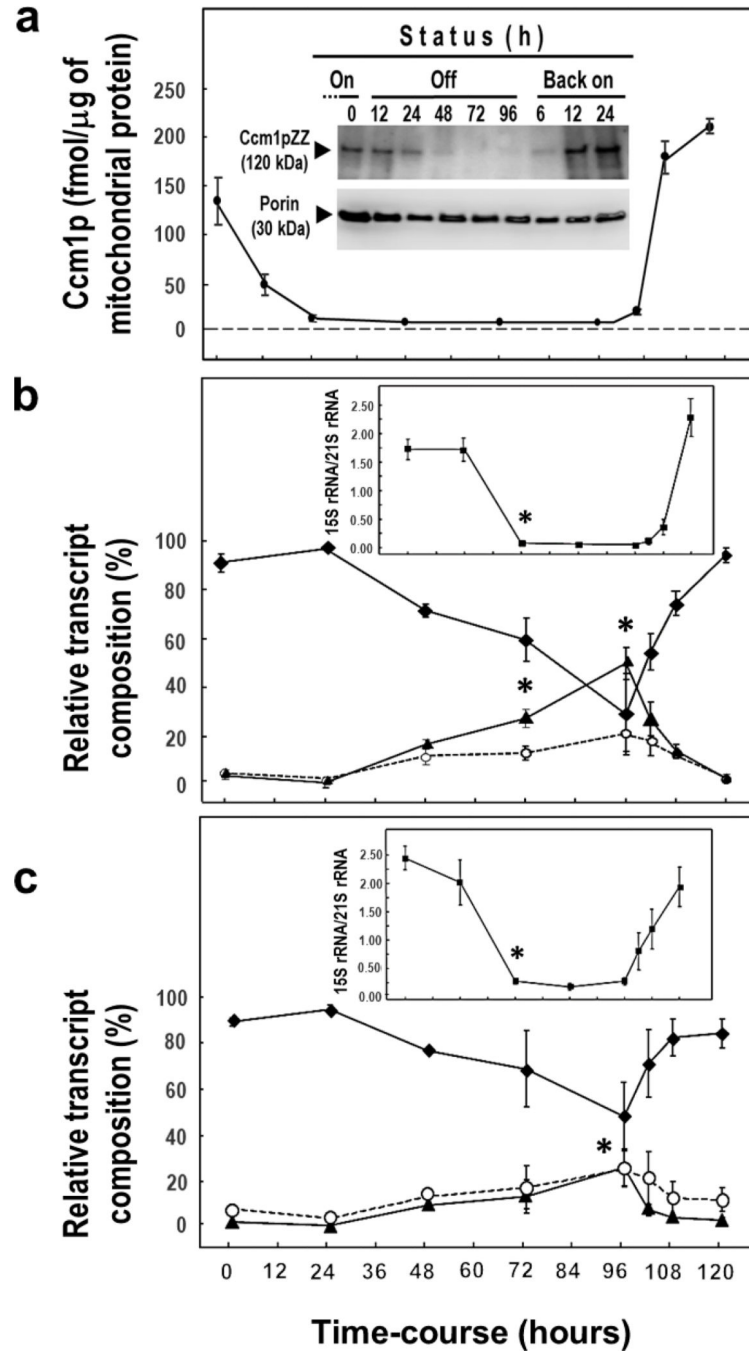 a
Status (h)
On Off Back on
0 12 24 48 72 96 6 12 24
Ccm1pZZ
(120 kDa)
Porin
(30 kDa)
Ccm1p (fmol/µg of
mitochondrial protein)
250
200
150
100
50
0
b
15S rRNA/21S rRNA
2.50
2.00
1.50
1.00
0.50
0.00
*
Relative transcript
composition (%)
100
80
60
40
20
0
*
*
c
15S rRNA/21S rRNA
2.50
2.00
1.50
1.00
0.50
0.00
*
Relative transcript
composition (%)
100
80
60
40
20
0
*
0 12 24 36 48 60 72 84 96 108 120
Time-course (hours)